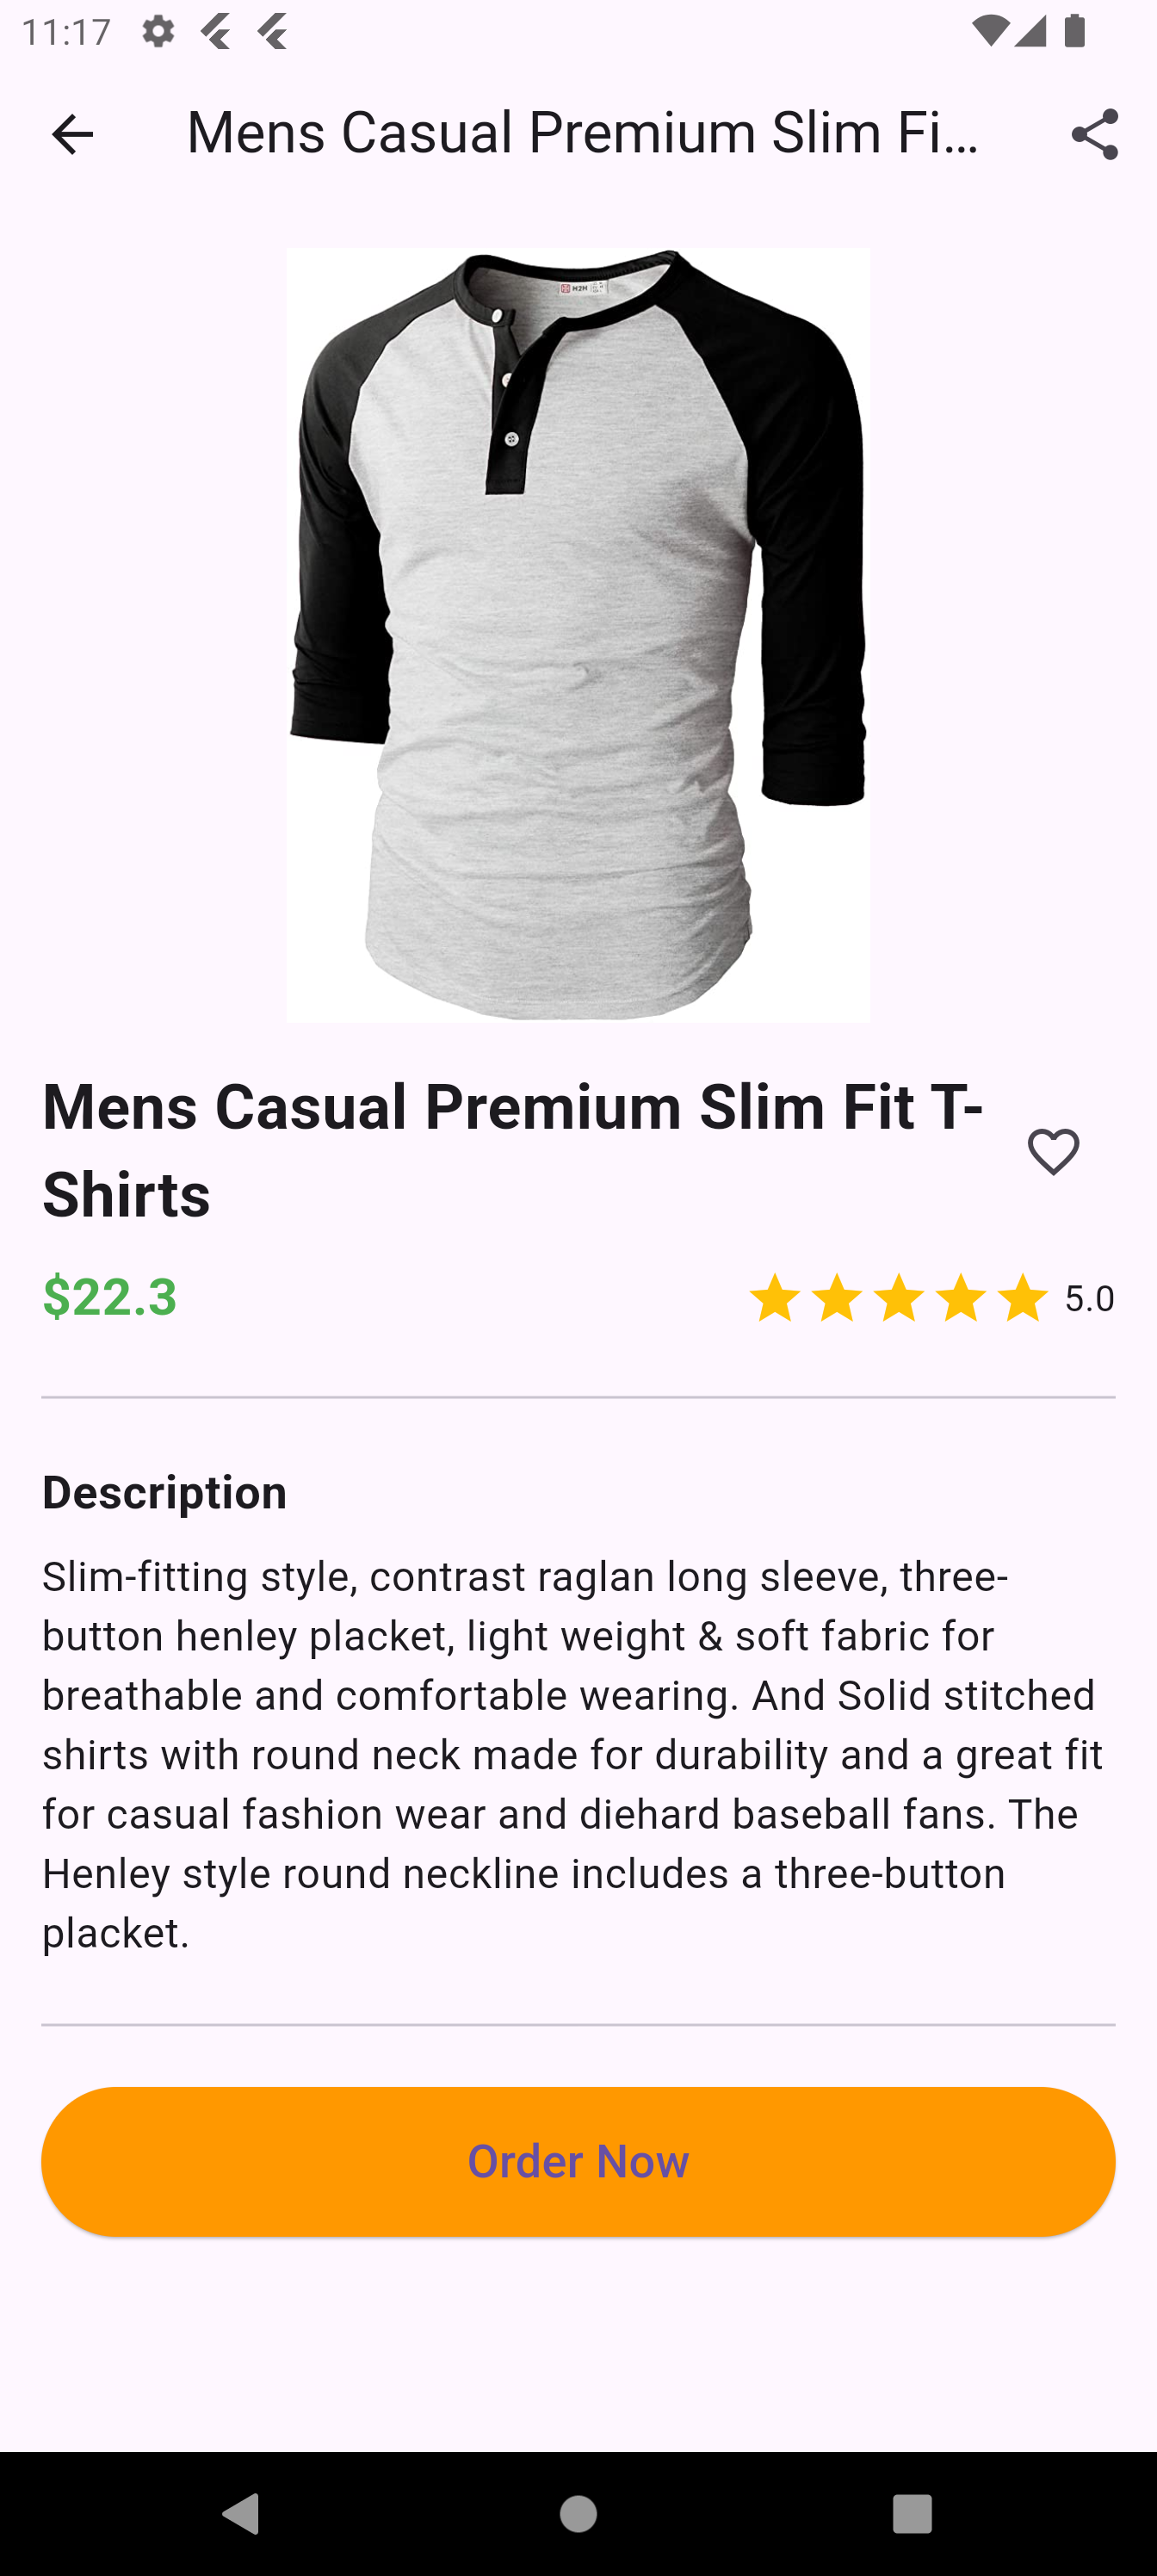 11:17
Mens Casual Premium Slim Fi...
H2H
Mens Casual Premium Slim Fit T-
Shirts
$22.3
5.0
Description
Slim-fitting style, contrast raglan long sleeve, three-
button henley placket, light weight & soft fabric for
breathable and comfortable wearing. And Solid stitched
shirts with round neck made for durability and a great fit
for casual fashion wear and diehard baseball fans. The
Henley style round neckline includes a three-button
placket.
Order Now